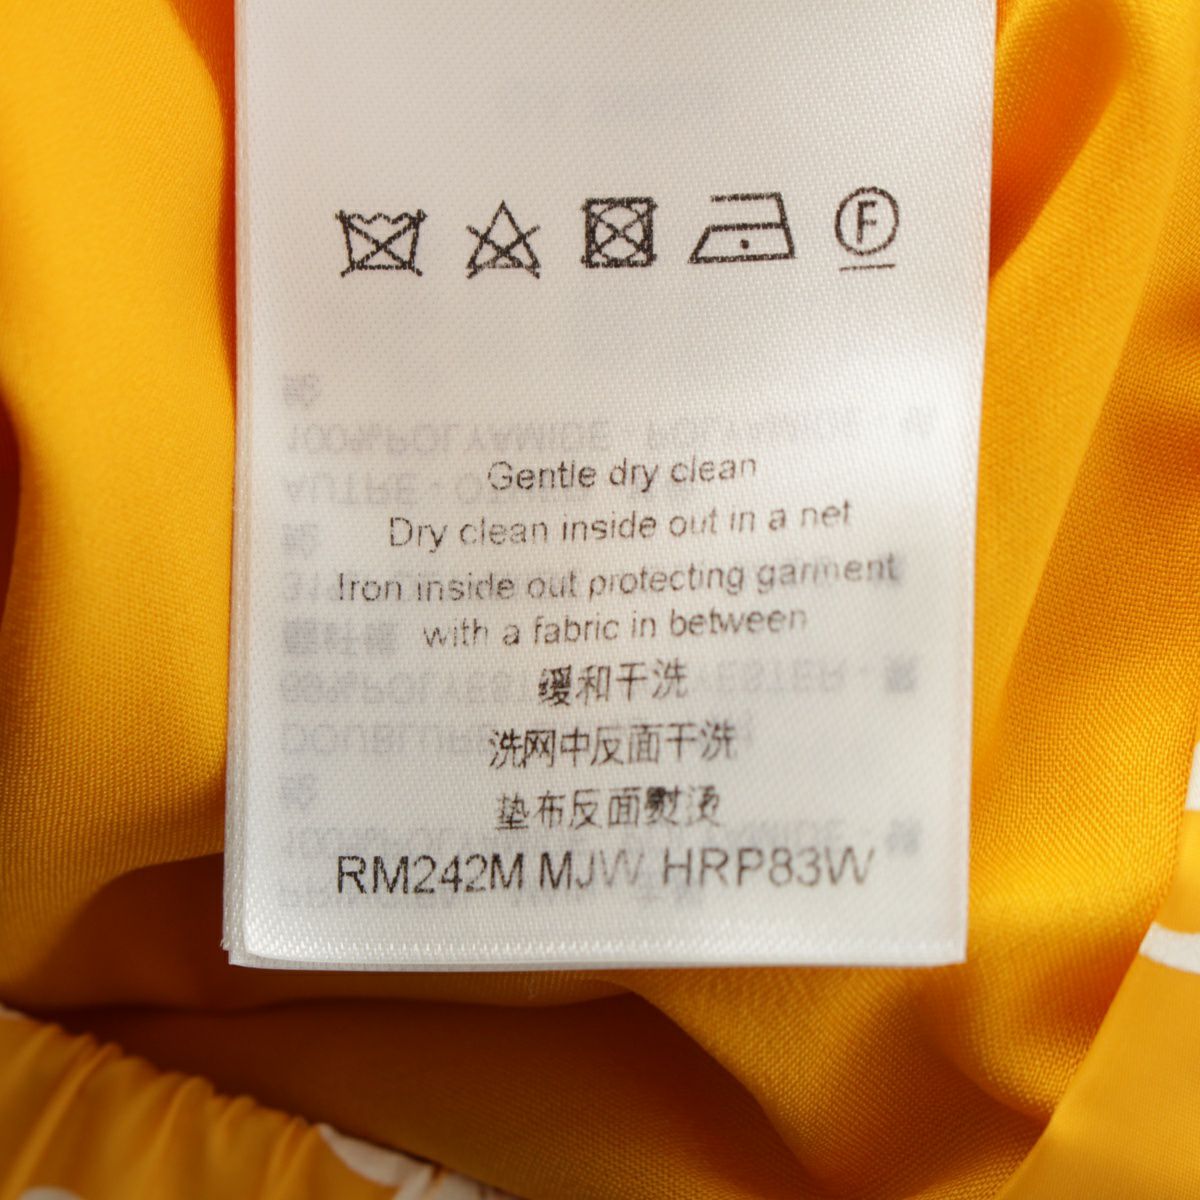 F
Gentle dry clean
Dry clean inside out in a net
Iron inside out protecting garment
with a fabric in between
缓和干洗
洗网中反面干洗
垫布反面熨烫
RM242M MJW HRP83W